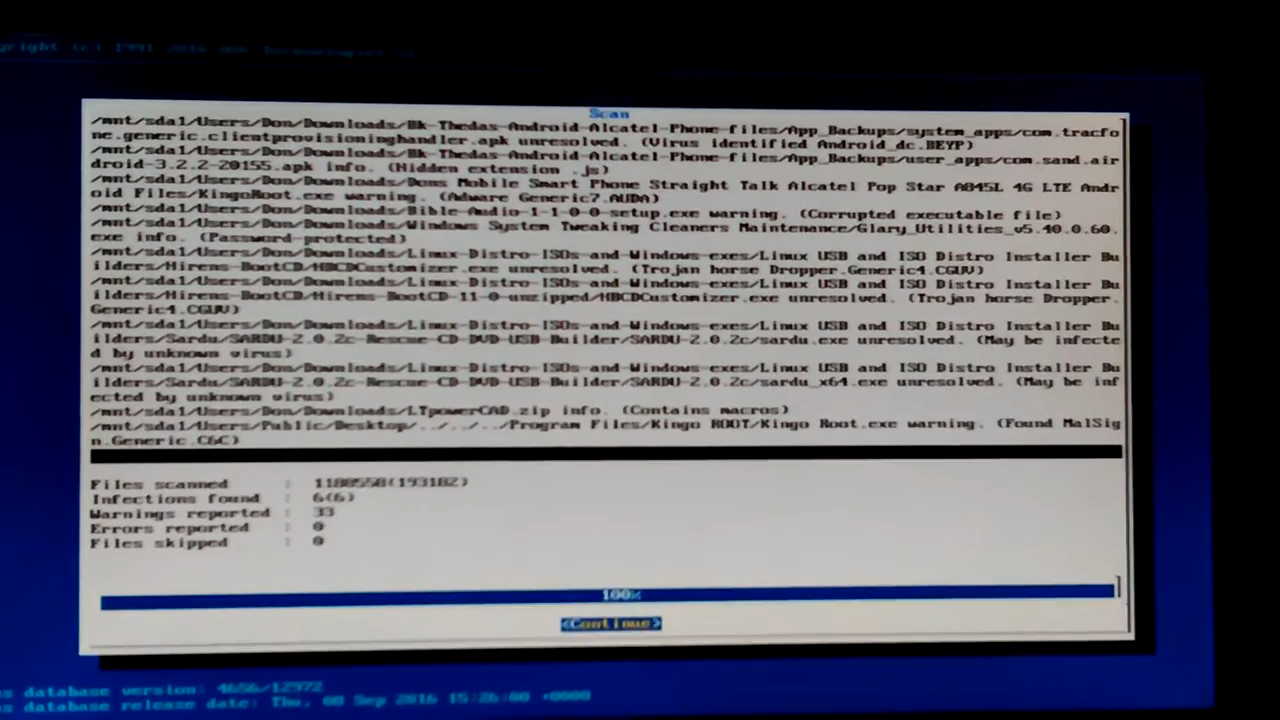 Scan
/mnt/sda1/Users/Don/Downloads/Bk-Thedas-Android-Alcatel-Phone-files/App_Backups/system_apps/com.tracfo
ne.generic.clientprovisioninghandler.apk unresolved. (Virus identified Android_dc.BEYP)
/mnt/sda1/Users/Don/Downloads/Bk-Thedas-Android-Alcatel-Phone-files/App_Backups/user_apps/com.sand.air
droid-3.2.2-20155.apk info. (Hidden extension .js)
/mnt/sda1/Users/Don/Downloads/Dons Mobile Smart Phone Straight Talk Alcatel Pop Star A845L 4G LTE Andr
oid Files/KingoRoot.exe warning. (Adware Generic7.AUDA)
/mnt/sda1/Users/Don/Downloads/Bible-Audio-1-1-0-0-setup.exe warning. (Corrupted executable file)
/mnt/sda1/Users/Don/Downloads/Windows System Tweaking Cleaners Maintenance/Glary_Utilities_v5.40.0.60.
exe info. (Password-protected)
/mnt/sda1/Users/Don/Downloads/Linux-Distro-ISOs-and-Windows-exes/Linux USB and ISO Distro Installer Bu
ilders/Hirens-BootCD/HBCDCustomizer.exe unresolved. (Trojan horse Dropper.Generic4.CGUV)
/mnt/sda1/Users/Don/Downloads/Linux-Distro-ISOs-and-Windows-exes/Linux USB and ISO Distro Installer Bu
ilders/Hirens-BootCD/Hirens-BootCD-11-0-unzipped/HBCDCustomizer.exe unresolved. (Trojan horse Dropper.
Generic4.CGUV)
/mnt/sda1/Users/Don/Downloads/Linux-Distro-ISOs-and-Windows-exes/Linux USB and ISO Distro Installer Bu
ilders/Sardu/SARDU-2.0.2c-Rescue-CD-DVD-USB-Builder/SARDU-2.0.2c/sardu.exe unresolved. (May be infecte
d by unknown virus)
/mnt/sda1/Users/Don/Downloads/Linux-Distro-ISOs-and-Windows-exes/Linux USB and ISO Distro Installer Bu
ilders/Sardu/SARDU-2.0.2c-Rescue-CD-DVD-USB-Builder/SARDU-2.0.2c/sardu_x64.exe unresolved. (May be inf
ected by unknown virus)
/mnt/sda1/Users/Don/Downloads/LTpowerCAD.zip info. (Contains macros)
/mnt/sda1/Users/Public/Desktop/../../../Program Files/Kingo ROOT/Kingo Root.exe warning. (Found MalSig
n.Generic.C6C)
Files scanned : 1180558(193182)
Infections found : 6(6)
Warnings reported : 33
Errors reported : 0
Files skipped : 0
100%
<Continue>
s database version: 4656/12972
s database release date: Thu, 08 Sep 2016 15:26:00 +0000